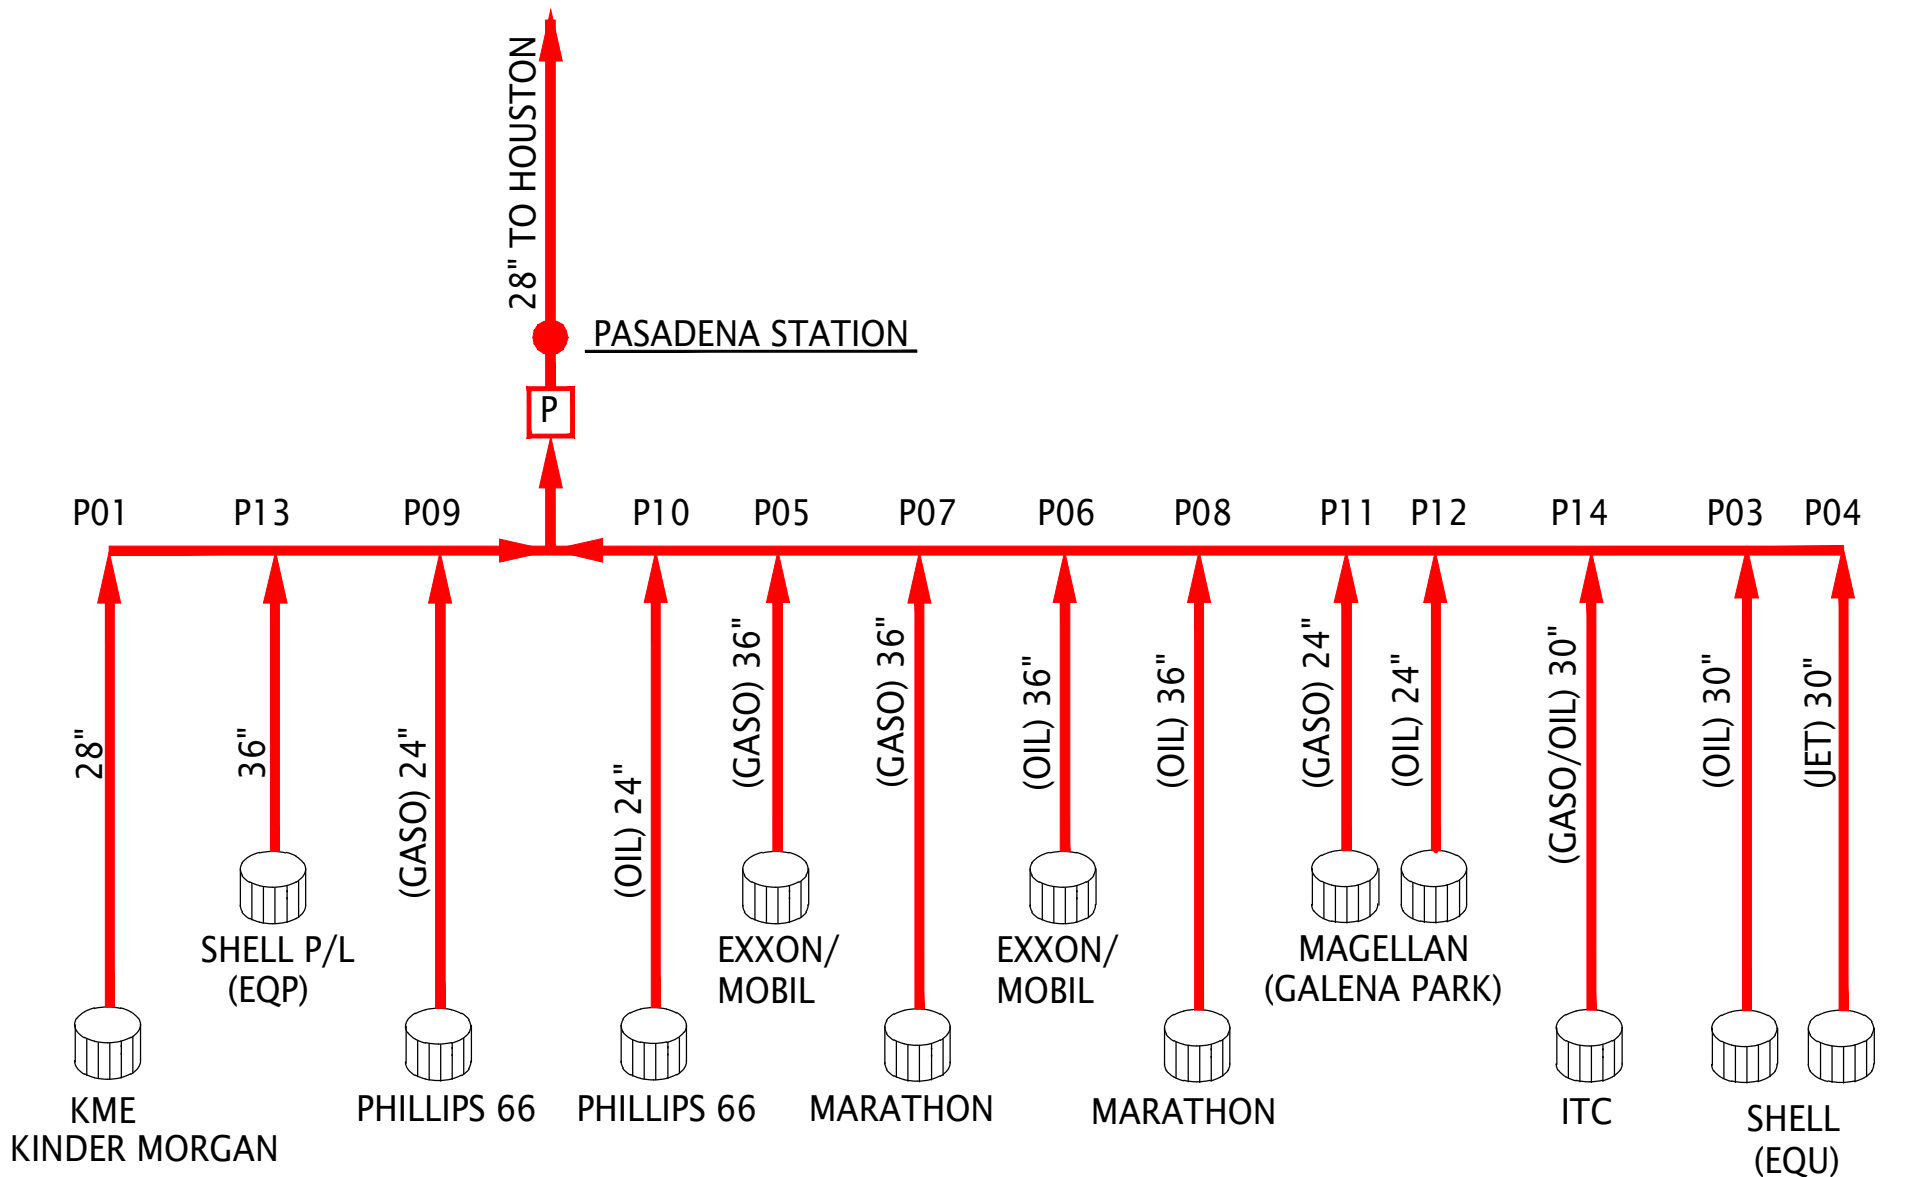 28" TO HOUSTON
PASADENA STATION
P
P01
P13
P09
P10
P05
P07
P06
P08
P11
P12
P14
P03
P04
28"
36"
(GASO) 24"
(OIL) 24"
(GASO) 36"
(GASO) 36"
(OIL) 36"
(OIL) 36"
(GASO) 24"
(OIL) 24"
(GASO/OIL) 30"
(OIL) 30"
(JET) 30"
SHELL P/L
(EQP)
EXXON/
MOBIL
EXXON/
MOBIL
MAGELLAN
(GALENA PARK)
KME
KINDER MORGAN
PHILLIPS 66
PHILLIPS 66
MARATHON
MARATHON
ITC
SHELL
(EQU)